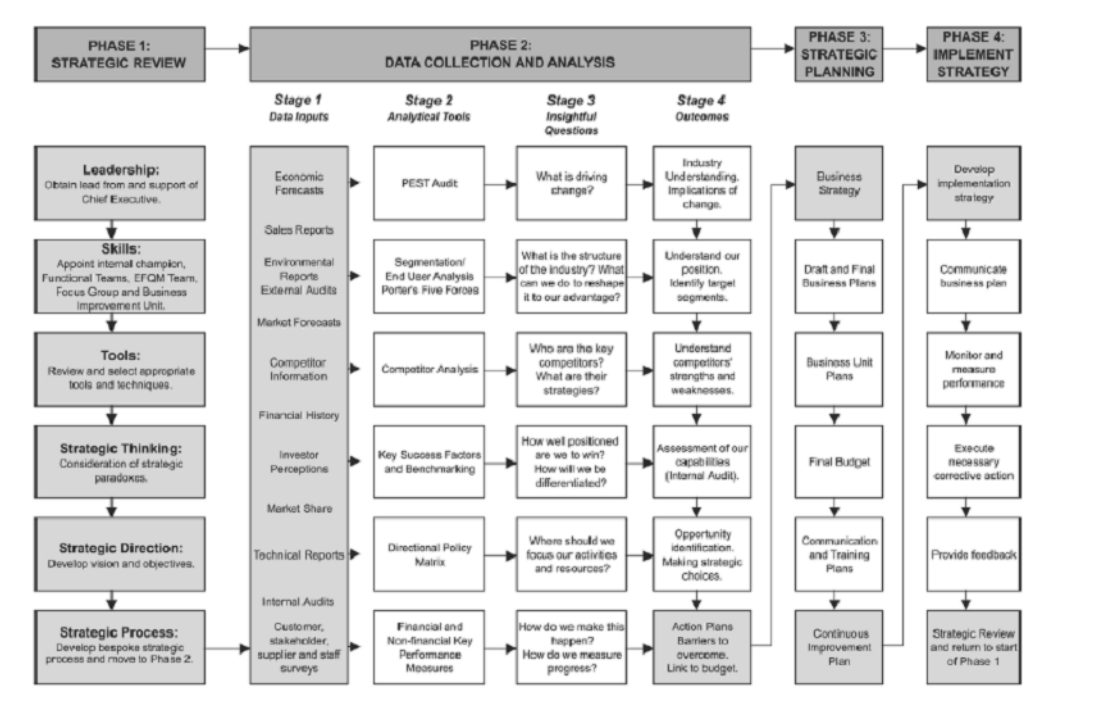 PHASE 1:
STRATEGIC REVIEW
PHASE 2:
DATA COLLECTION AND ANALYSIS
PHASE 3:
STRATEGIC
PLANNING
PHASE 4:
IMPLEMENT
STRATEGY
Stage 1
Data Inputs
Stage 2
Analytical Tools
Stage 3
Insightful
Questions
Stage 4
Outcomes
Leadership:
Obtain lead from and support of
Chief Executive.
Skills:
Appoint internal champion,
Functional Teams, EFQM Team,
Focus Group and Business
Improvement Unit.
Tools:
Review and select appropriate
tools and techniques.
Strategic Thinking:
Consideration of strategic
paradoxes.
Strategic Direction:
Develop vision and objectives.
Strategic Process:
Develop bespoke strategic
process and move to Phase 2.
Economic
Forecasts
Sales Reports
Environmental
Reports
External Audits
Market Forecasts
Competitor
Information
Financial History
Investor
Perceptions
Market Share
Technical Reports
Internal Audits
Customer,
stakeholder,
supplier and staff
surveys
PEST Audit
Segmentation/
End User Analysis
Porter's Five Forces
Competitor Analysis
Key Success Factors
and Benchmarking
Directional Policy
Matrix
Financial and
Non-financial Key
Performance
Measures
What is driving
change?
What is the structure
of the industry? What
can we do to reshape
it to our advantage?
Who are the key
competitors?
What are their
strategies?
How well positioned
are we to win?
How will we be
differentiated?
Where should we
focus our activities
and resources?
How do we make this
happen?
How do we measure
progress?
Industry
Understanding.
Implications of
change.
Understand our
position.
Identify target
segments.
Understand
competitors'
strengths and
weaknesses.
Assessment of our
capabilities
(Internal Audit).
Opportunity
identification.
Making strategic
choices.
Action Plans
Barriers to
overcome.
Link to budget.
Business
Strategy
Draft and Final
Business Plans
Business Unit
Plans
Final Budget
Communication
and Training
Plans
Continuous
Improvement
Plan
Develop
implementation
strategy
Communicate
business plan
Monitor and
measure
performance
Execute
necessary
corrective action
Provide feedback
Strategic Review
and return to start
of Phase 1